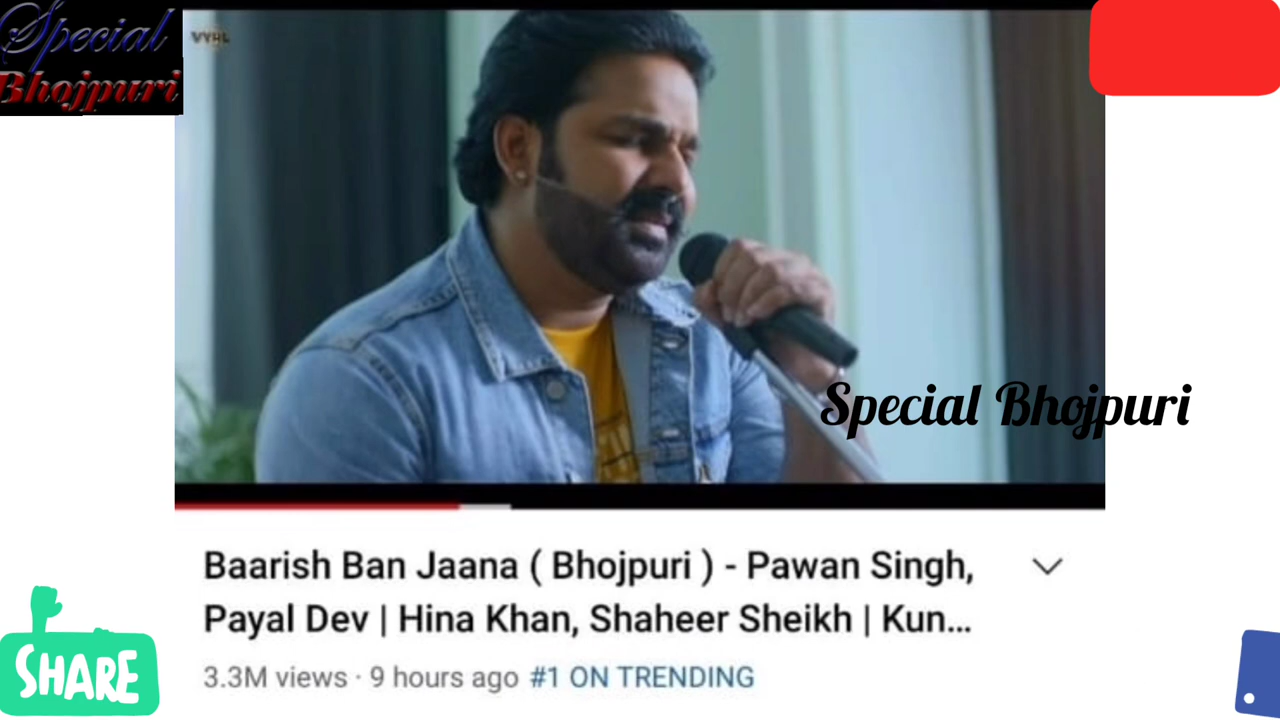 Special
Bhojpuri
VYRL
Special Bhojpuri
Baarish Ban Jaana ( Bhojpuri ) - Pawan Singh,
Payal Dev | Hina Khan, Shaheer Sheikh | Kun...
3.3M views · 9 hours ago #1 ON TRENDING
SHARE